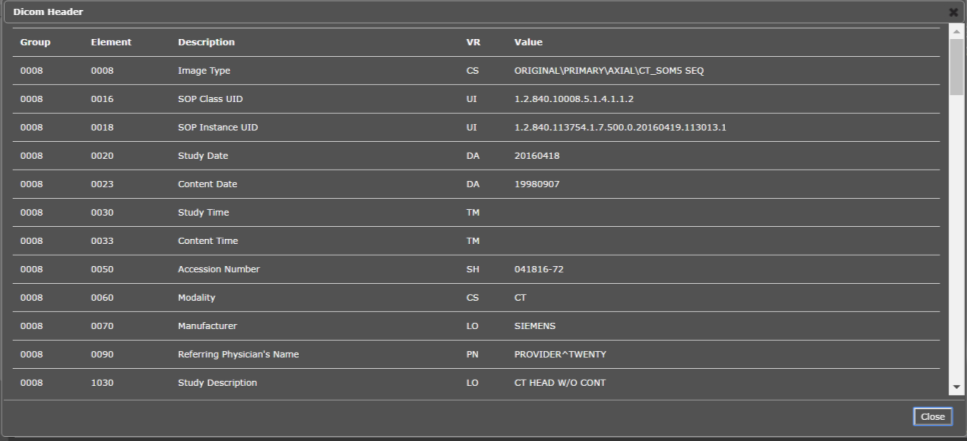 Dicom Header
Group Element Description VR Value
0008 0008 Image Type CS ORIGINAL\PRIMARY\AXIAL\CT_SOM5 SEQ
0008 0016 SOP Class UID UI 1.2.840.10008.5.1.4.1.1.2
0008 0018 SOP Instance UID UI 1.2.840.113754.1.7.500.0.20160419.113013.1
0008 0020 Study Date DA 20160418
0008 0023 Content Date DA 19980907
0008 0030 Study Time TM
0008 0033 Content Time TM
0008 0050 Accession Number SH 041816-72
0008 0060 Modality CS CT
0008 0070 Manufacturer LO SIEMENS
0008 0090 Referring Physician's Name PN PROVIDER^TWENTY
0008 1030 Study Description LO CT HEAD W/O CONT
Close